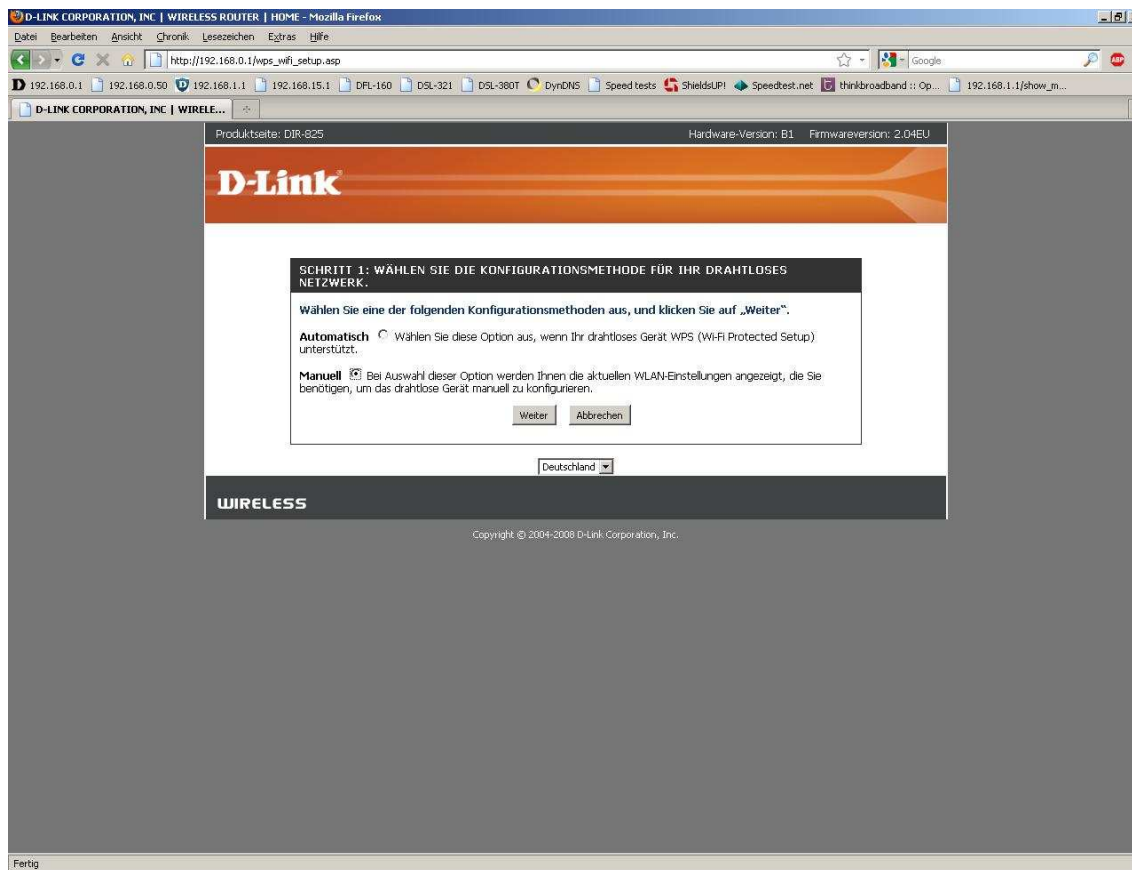 D-LINK CORPORATION, INC | WIRELESS ROUTER | HOME - Mozilla Firefox
Datei Bearbeiten Ansicht Chronik Lesezeichen Extras Hilfe
http://192.168.0.1/wps_wifi_setup.asp
Google
ABP
192.168.0.1 192.168.0.50 192.168.1.1 192.168.15.1 DFL-160 DSL-321 DSL-380T DynDNS Speed tests ShieldsUP! Speedtest.net thinkbroadband :: Op... 192.168.1.1/show_m...
D-LINK CORPORATION, INC | WIRELE...
Produktseite: DIR-825 Hardware-Version: B1 Firmwareversion: 2.04EU
D-Link
SCHRITT 1: WÄHLEN SIE DIE KONFIGURATIONSMETHODE FÜR IHR DRAHTLOSES
NETZWERK.
Wählen Sie eine der folgenden Konfigurationsmethoden aus, und klicken Sie auf „Weiter“.
Automatisch Wählen Sie diese Option aus, wenn Ihr drahtloses Gerät WPS (Wi-Fi Protected Setup)
unterstützt.
Manuell Bei Auswahl dieser Option werden Ihnen die aktuellen WLAN-Einstellungen angezeigt, die Sie
benötigen, um das drahtlose Gerät manuell zu konfigurieren.
Weiter Abbrechen
Deutschland
WIRELESS
Copyright © 2004-2008 D-Link Corporation, Inc.
Fertig